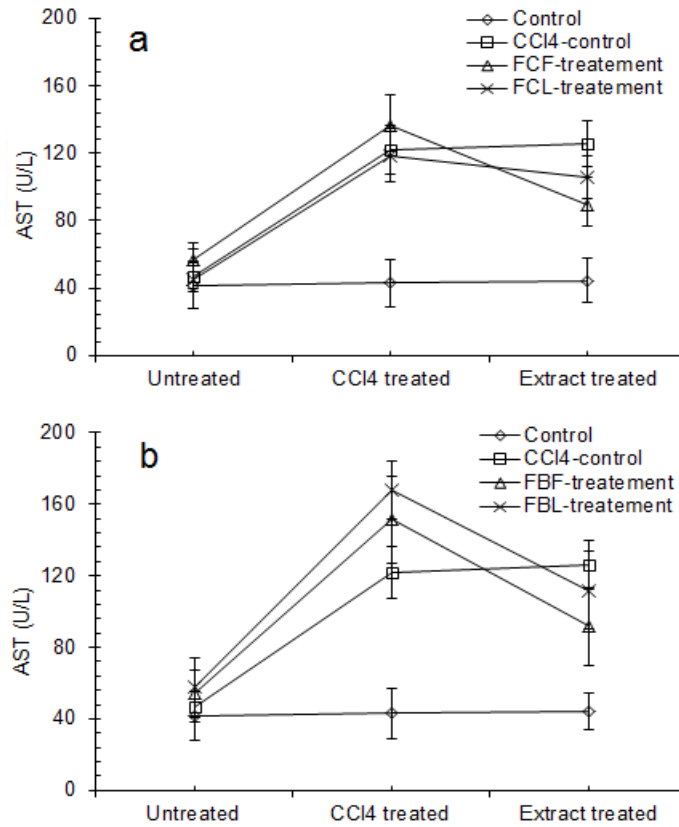 a
200
160
120
80
40
0
AST (U/L)
Control
CCl4-control
FCF-treatement
FCL-treatement
Untreated
CCl4 treated
Extract treated
b
200
160
120
80
40
0
AST (U/L)
Control
CCl4-control
FBF-treatement
FBL-treatement
Untreated
CCl4 treated
Extract treated